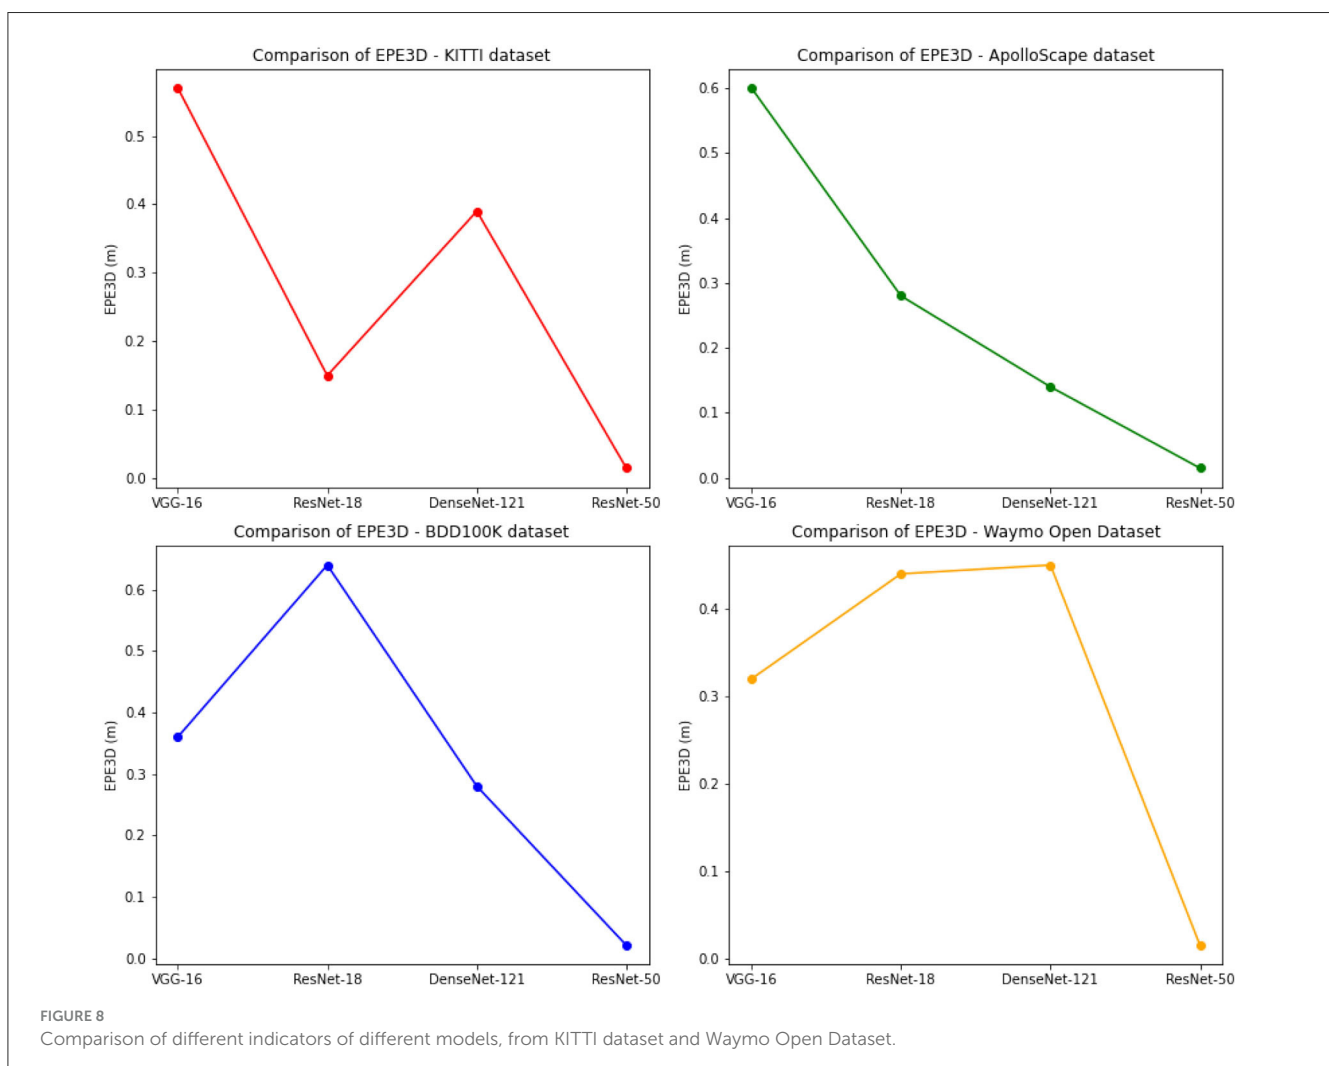 Comparison of EPE3D - KITTI dataset
EPE3D (m)
0.5
0.4
0.3
0.2
0.1
0.0
VGG-16 ResNet-18 DenseNet-121 ResNet-50
Comparison of EPE3D - ApolloScape dataset
EPE3D (m)
0.6
0.5
0.4
0.3
0.2
0.1
0.0
VGG-16 ResNet-18 DenseNet-121 ResNet-50
Comparison of EPE3D - BDD100K dataset
EPE3D (m)
0.6
0.5
0.4
0.3
0.2
0.1
0.0
VGG-16 ResNet-18 DenseNet-121 ResNet-50
Comparison of EPE3D - Waymo Open Dataset
EPE3D (m)
0.4
0.3
0.2
0.1
0.0
VGG-16 ResNet-18 DenseNet-121 ResNet-50
FIGURE 8
Comparison of different indicators of different models, from KITTI dataset and Waymo Open Dataset.